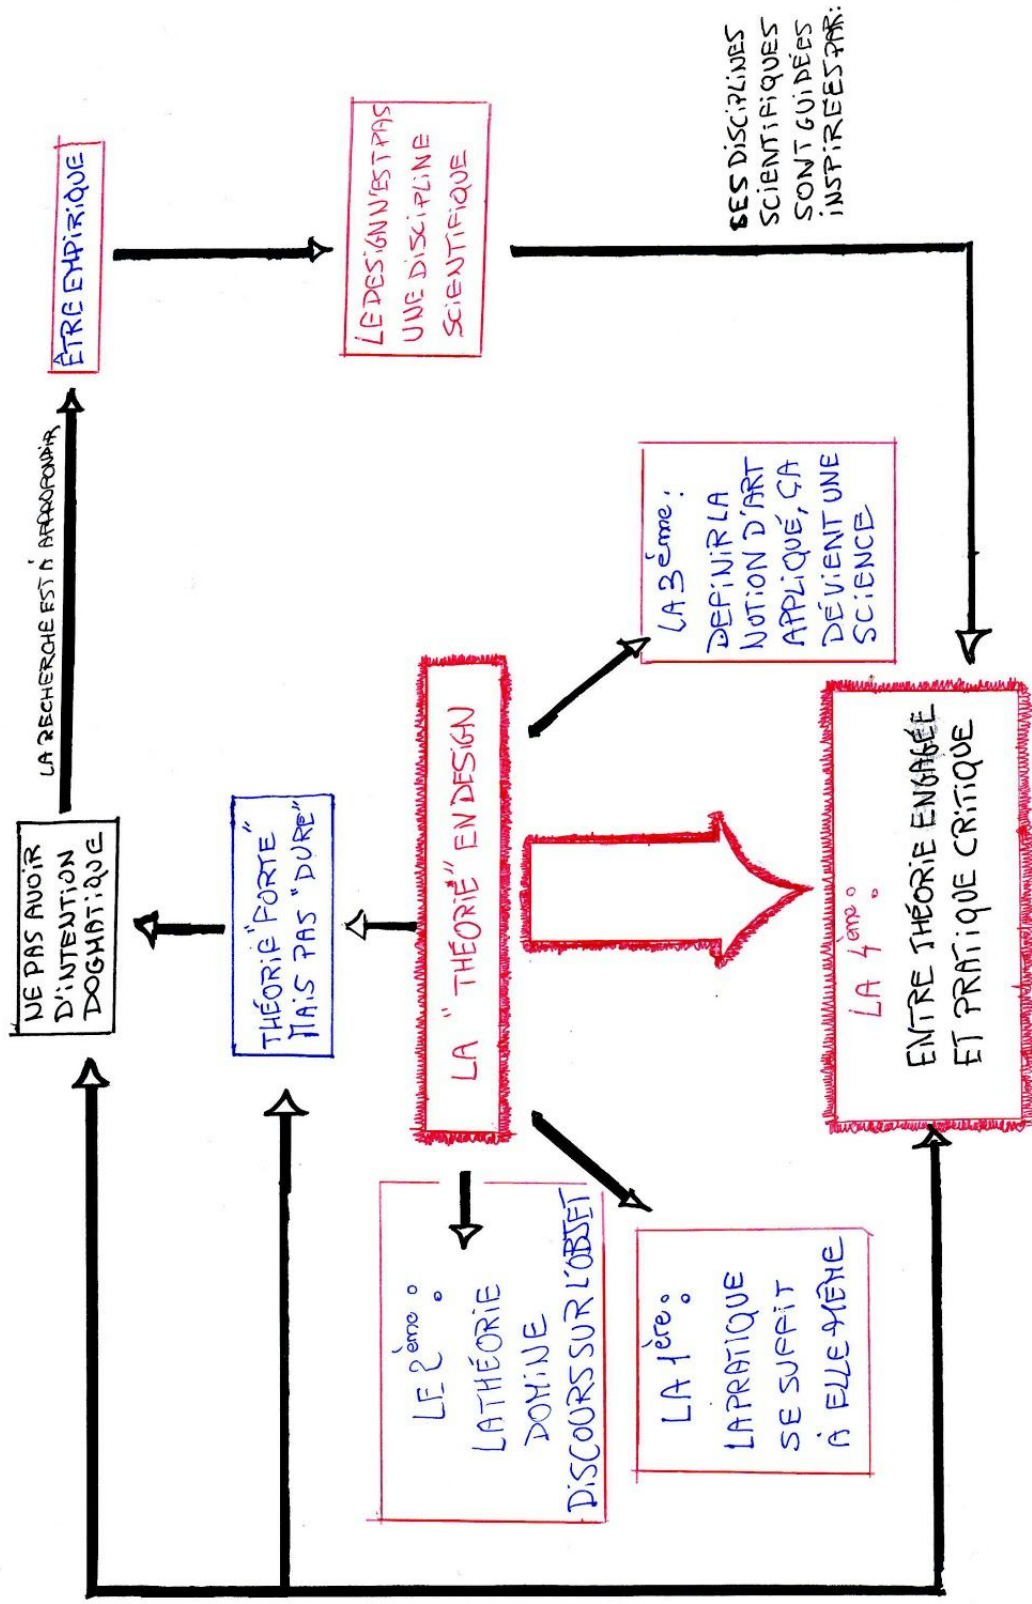 NE PAS AVOIR
D'INTENTION
DOGMATIQUE
LA RECHERCHE EST À APPROFONDIR
ÊTRE EMPIRIQUE
THÉORIE "FORTE"
MAIS PAS "DURE"
LE DESIGN N'EST PAS
UNE DISCIPLINE
SCIENTIFIQUE
LA "THÉORIE" EN DESIGN
LE 2ème:
LA THÉORIE
DOMINE
DISCOURS SUR L'OBJET
LA 1ère:
LA PRATIQUE
SE SUFFIT
À ELLE MÊME
LA 3ème:
DEFINIR LA
NOTION D'ART
APPLIQUÉ, ÇA
DÉVIENT UNE
SCIENCE
SES DISCIPLINES
SCIENTIFIQUES
SONT GUIDÉES
INSPIREES PAR:
LA 4ème:
ENTRE THÉORIE ENGAGÉE
ET PRATIQUE CRITIQUE